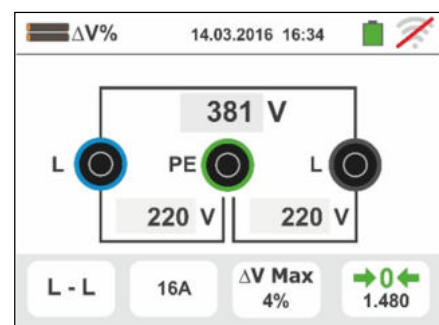 ΔV% 14.03.2016 16:34
381 V
L PE L
220 V 220 V
L - L 16A ΔV Max 4% →0← 1.480